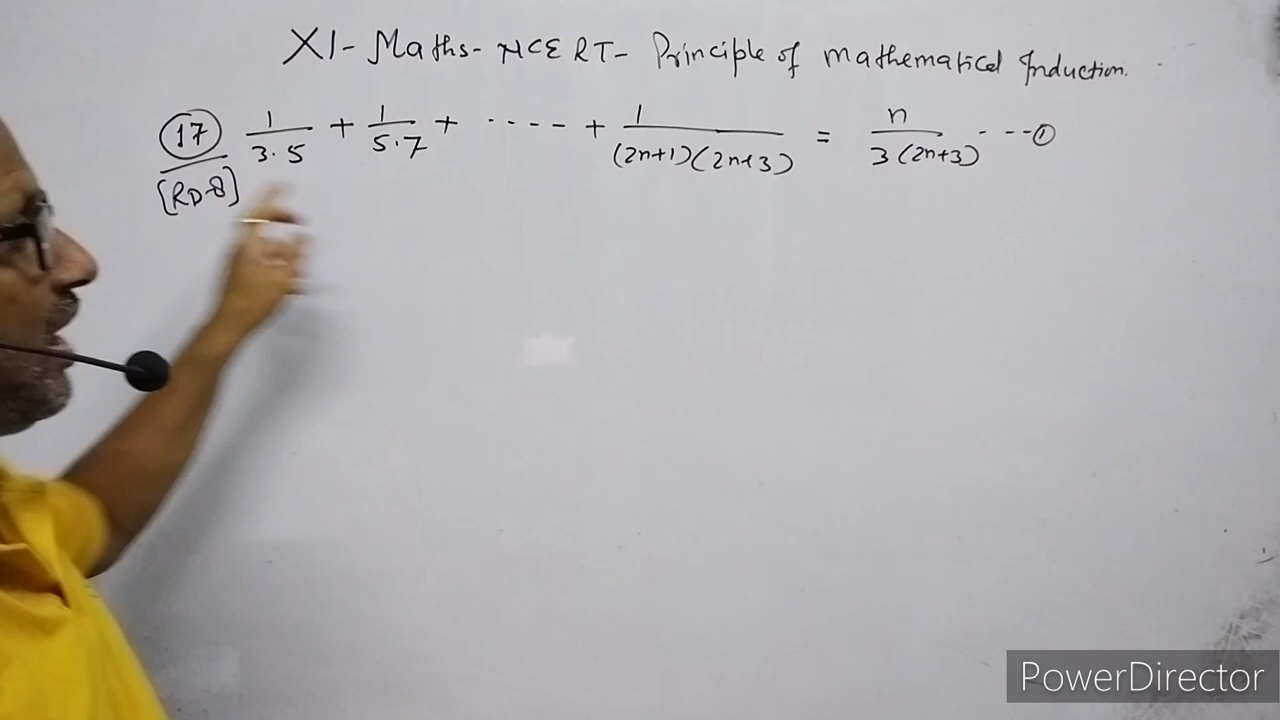 XI- Maths- NCERT- Principle of mathematical Induction.
(17) 1/3·5 + 1/5·7 + ····- + 1/(2n+1)(2n+3) = n/3(2n+3) ---①
[RD-8]
PowerDirector